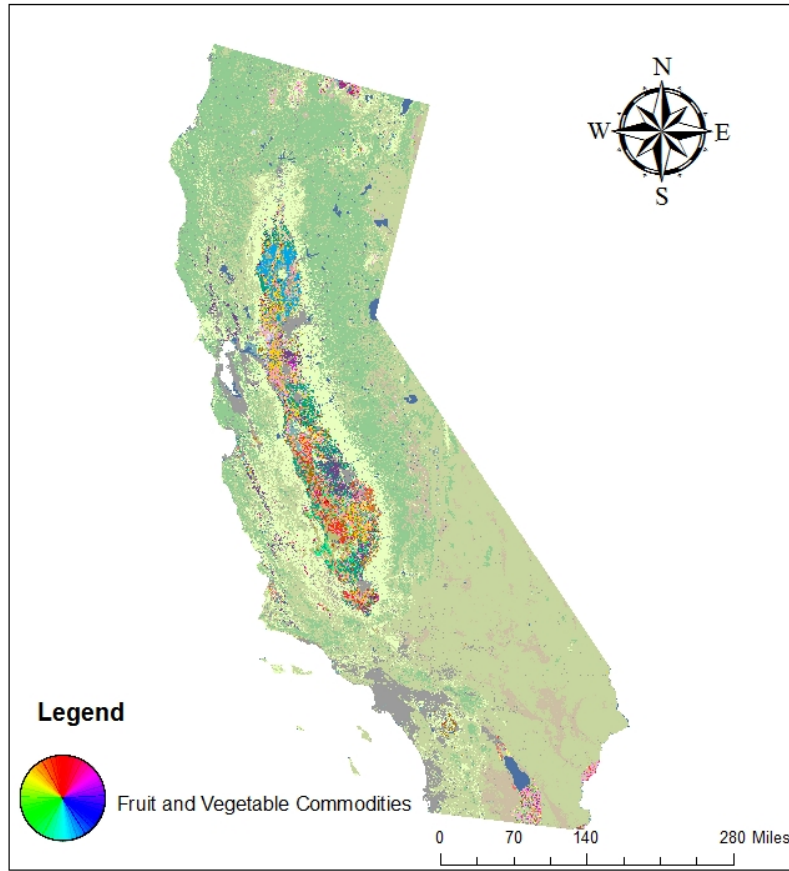 N
W E
S
Legend
Fruit and Vegetable Commodities
0 70 140 280 Miles